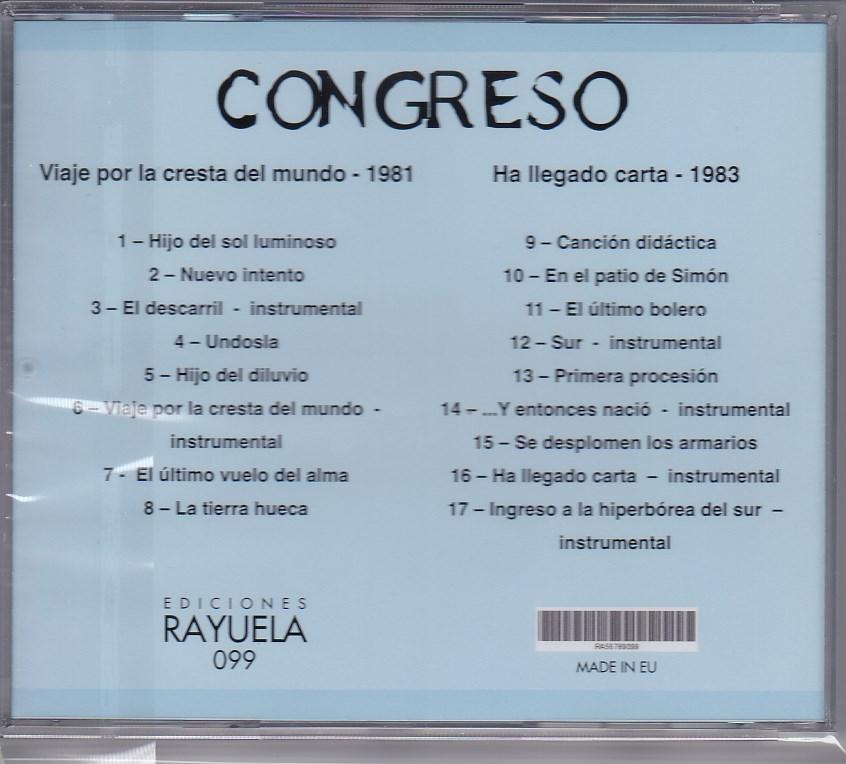 CONGRESO
Viaje por la cresta del mundo - 1981
1 – Hijo del sol luminoso
2 – Nuevo intento
3 – El descarril - instrumental
4 – Undosla
5 – Hijo del diluvio
6 – Viaje por la cresta del mundo -
instrumental
7 - El último vuelo del alma
8 – La tierra hueca
Ha llegado carta - 1983
9 – Canción didáctica
10 – En el patio de Simón
11 – El último bolero
12 – Sur - instrumental
13 – Primera procesión
14 – ...Y entonces nació - instrumental
15 – Se desplomen los armarios
16 – Ha llegado carta – instrumental
17 – Ingreso a la hiperbórea del sur –
instrumental
EDICIONES
RAYUELA
099
RA56789099
MADE IN EU